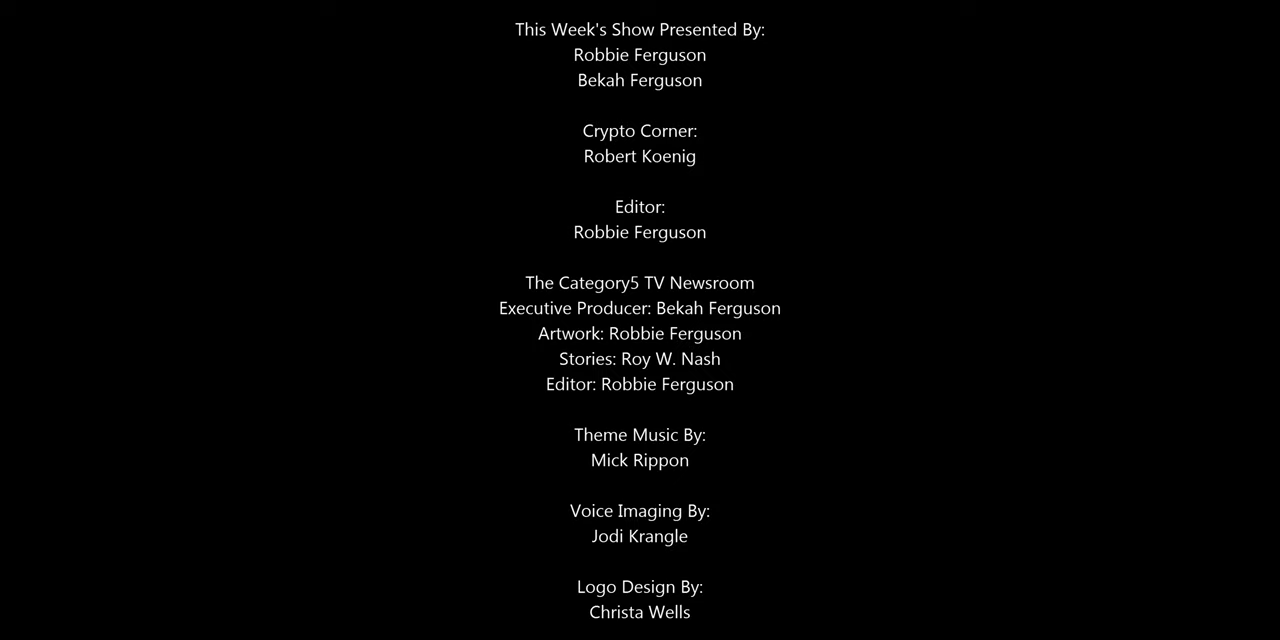 This Week's Show Presented By:
Robbie Ferguson
Bekah Ferguson
Crypto Corner:
Robert Koenig
Editor:
Robbie Ferguson
The Category5 TV Newsroom
Executive Producer: Bekah Ferguson
Artwork: Robbie Ferguson
Stories: Roy W. Nash
Editor: Robbie Ferguson
Theme Music By:
Mick Rippon
Voice Imaging By:
Jodi Krangle
Logo Design By:
Christa Wells